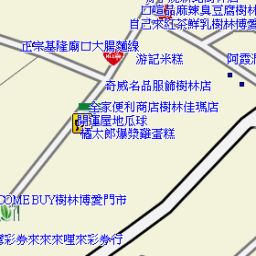 口噎品麻辣臭豆腐樹林
自己來紅茶鮮乳樹林博愛
正宗基隆廟口大腸麵線
游記米糕
阿霞
奇威名品服飾樹林店
全家便利商店樹林佳瑪店
開運屋地瓜球
橘太郎爆漿雞蛋糕
COME BUY樹林博愛門市
彩券來來來哩來彩券行